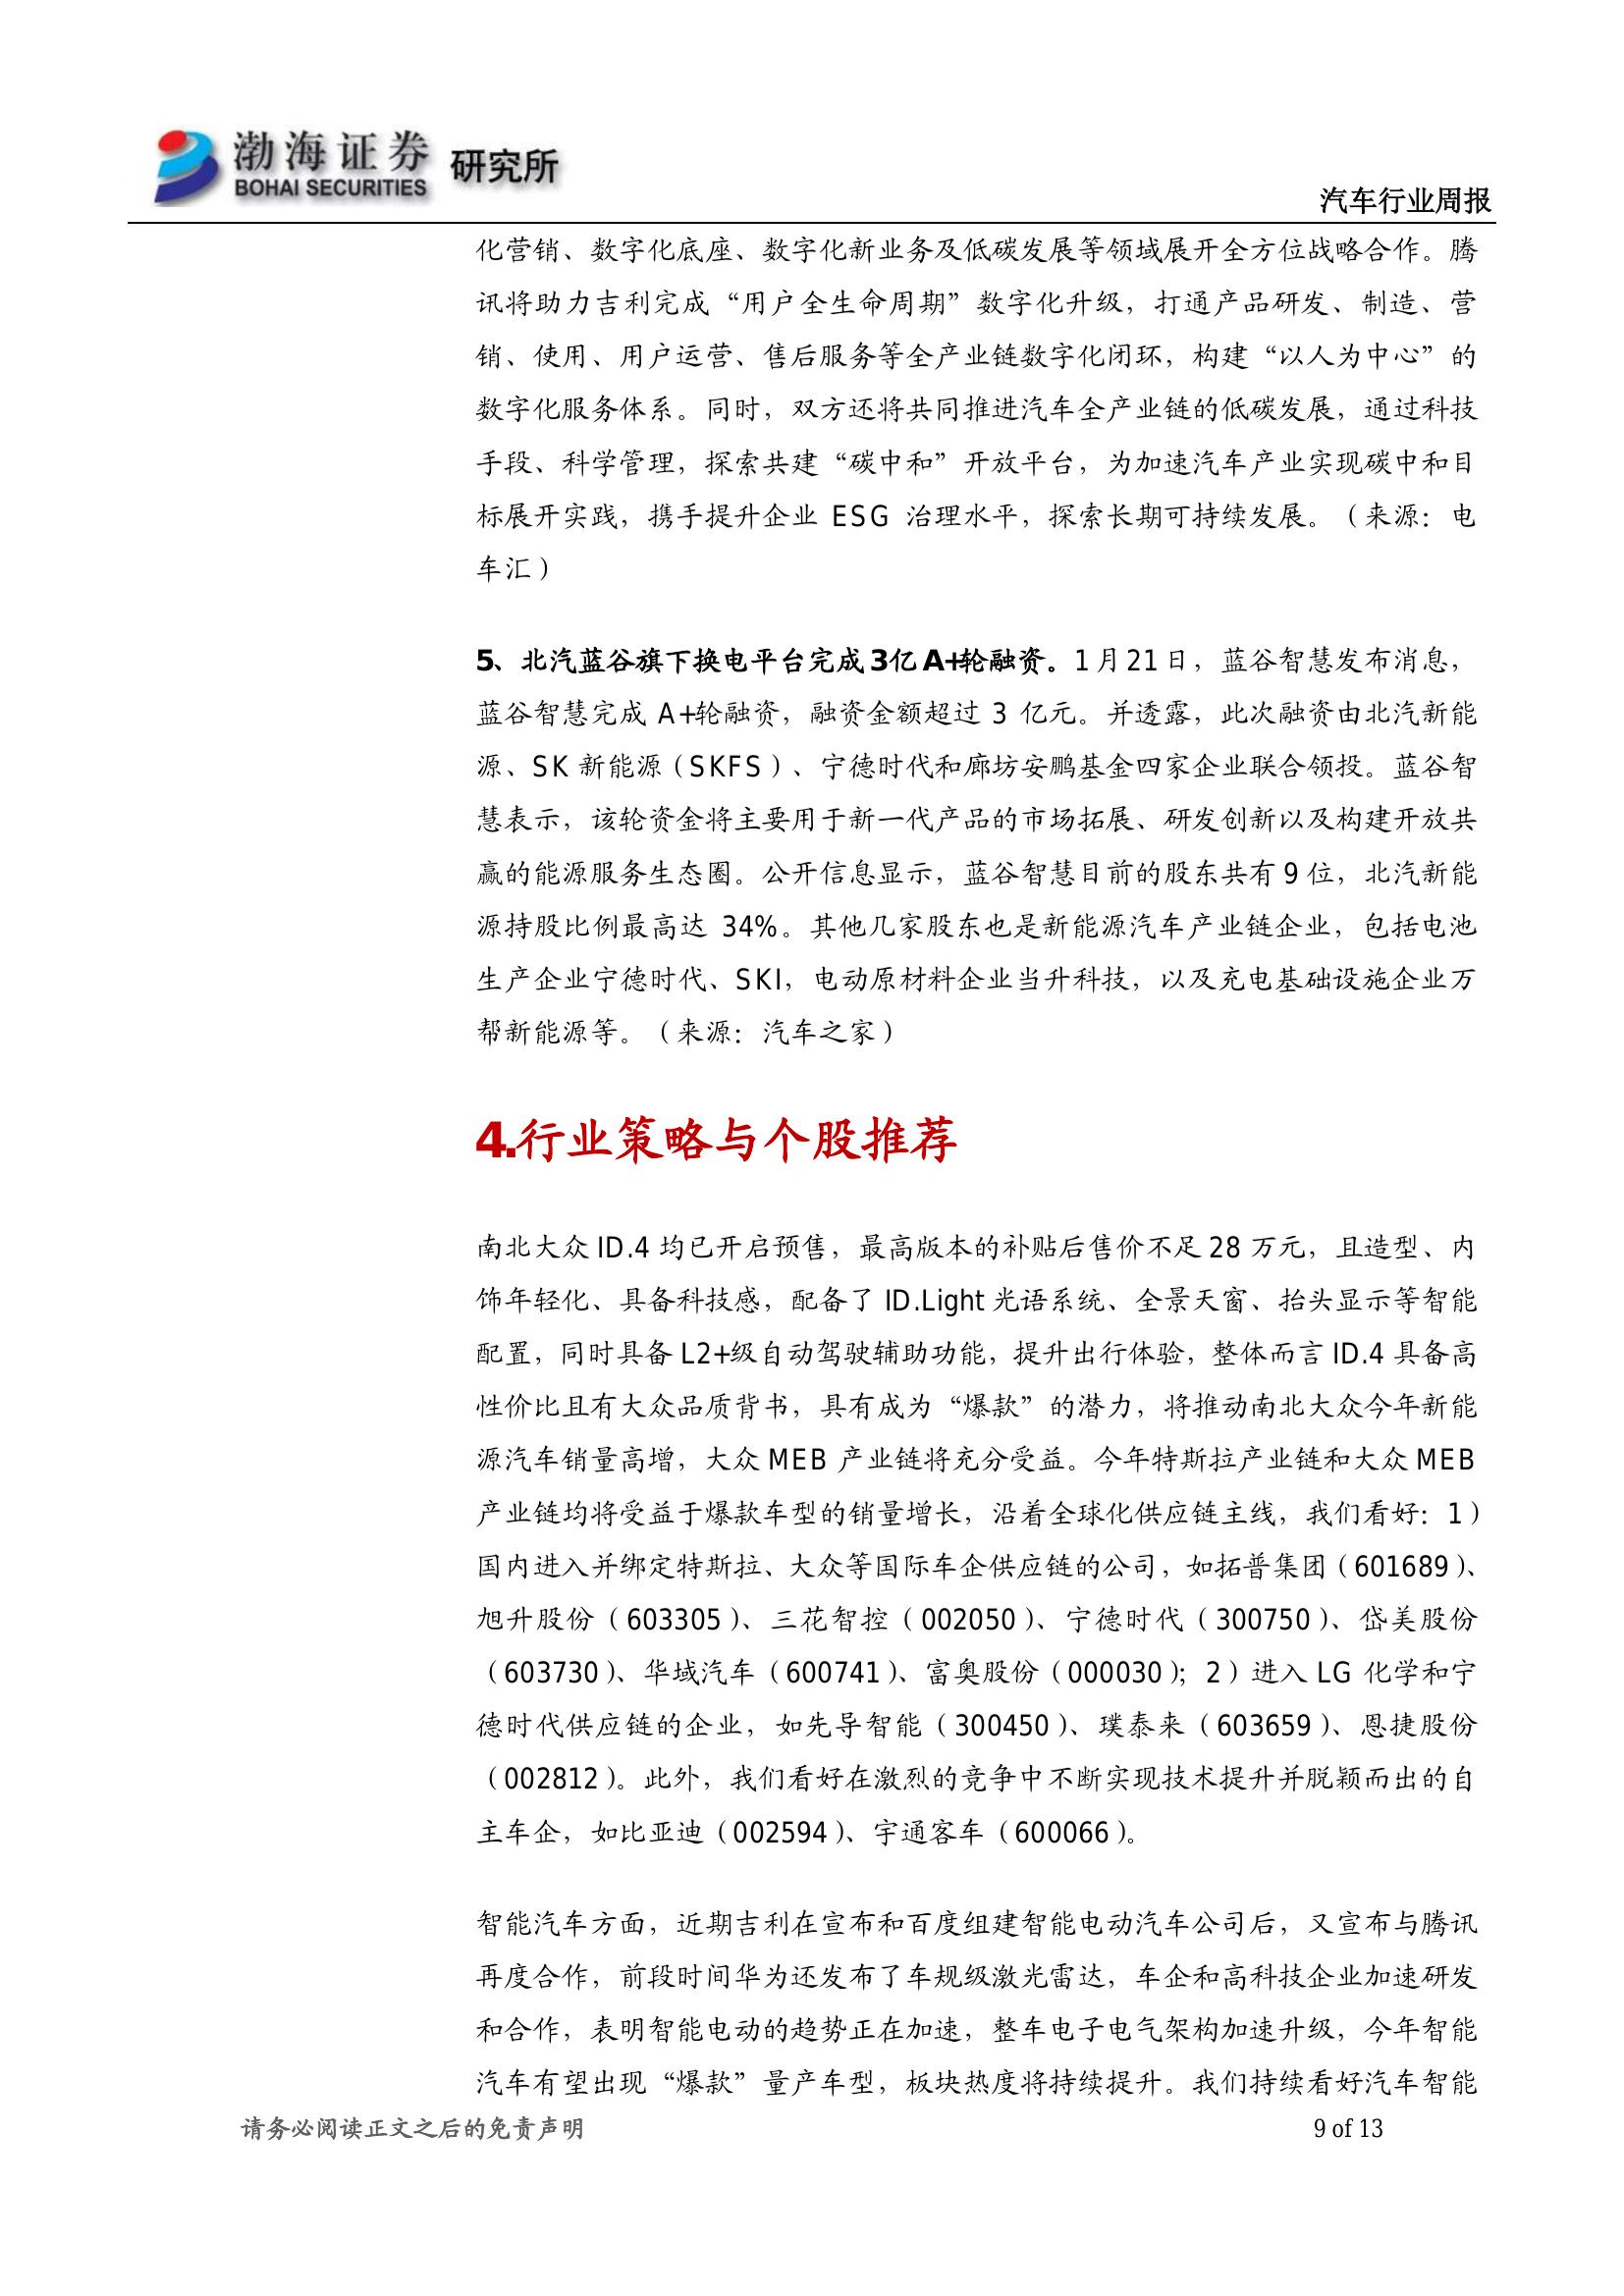 渤海证券 研究所
BOHAI SECURITIES
汽车行业周报
化营销、数字化底座、数字化新业务及低碳发展等领域展开全方位战略合作。腾
讯将助力吉利完成“用户全生命周期”数字化升级，打通产品研发、制造、营
销、使用、用户运营、售后服务等全产业链数字化闭环，构建“以人为中心”的
数字化服务体系。同时，双方还将共同推进汽车全产业链的低碳发展，通过科技
手段、科学管理，探索共建“碳中和”开放平台，为加速汽车产业实现碳中和目
标展开实践，携手提升企业 ESG 治理水平，探索长期可持续发展。（来源：电
车汇）
5、北汽蓝谷旗下换电平台完成3亿A+轮融资。1月21日，蓝谷智慧发布消息，
蓝谷智慧完成 A+轮融资，融资金额超过 3 亿元。并透露，此次融资由北汽新能
源、SK 新能源（SKFS）、宁德时代和廊坊安鹏基金四家企业联合领投。蓝谷智
慧表示，该轮资金将主要用于新一代产品的市场拓展、研发创新以及构建开放共
赢的能源服务生态圈。公开信息显示，蓝谷智慧目前的股东共有 9 位，北汽新能
源持股比例最高达 34%。其他几家股东也是新能源汽车产业链企业，包括电池
生产企业宁德时代、SKI，电动原材料企业当升科技，以及充电基础设施企业万
帮新能源等。（来源：汽车之家）
4.行业策略与个股推荐
南北大众 ID.4 均已开启预售，最高版本的补贴后售价不足 28 万元，且造型、内
饰年轻化、具备科技感，配备了 ID.Light 光语系统、全景天窗、抬头显示等智能
配置，同时具备 L2+级自动驾驶辅助功能，提升出行体验，整体而言 ID.4 具备高
性价比且有大众品质背书，具有成为“爆款”的潜力，将推动南北大众今年新能
源汽车销量高增，大众 MEB 产业链将充分受益。今年特斯拉产业链和大众 MEB
产业链均将受益于爆款车型的销量增长，沿着全球化供应链主线，我们看好：1）
国内进入并绑定特斯拉、大众等国际车企供应链的公司，如拓普集团（601689）、
旭升股份（603305）、三花智控（002050）、宁德时代（300750）、岱美股份
（603730）、华域汽车（600741）、富奥股份（000030）；2）进入 LG 化学和宁
德时代供应链的企业，如先导智能（300450）、璞泰来（603659）、恩捷股份
（002812）。此外，我们看好在激烈的竞争中不断实现技术提升并脱颖而出的自
主车企，如比亚迪（002594）、宇通客车（600066）。
智能汽车方面，近期吉利在宣布和百度组建智能电动汽车公司后，又宣布与腾讯
再度合作，前段时间华为还发布了车规级激光雷达，车企和高科技企业加速研发
和合作，表明智能电动的趋势正在加速，整车电子电气架构加速升级，今年智能
汽车有望出现“爆款”量产车型，板块热度将持续提升。我们持续看好汽车智能
请务必阅读正文之后的免责声明
9 of 13